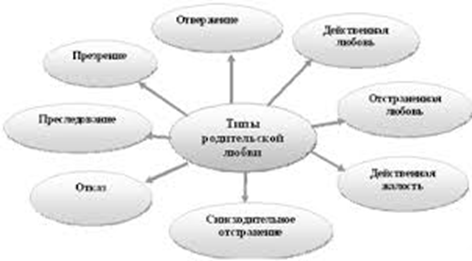 Отвержение
Действенная
любовь
Презрение
Отстраненная
любовь
Преследование
Типы
родительской
любви
Отказ
Действенная
жалость
Снисходительное
отстранение